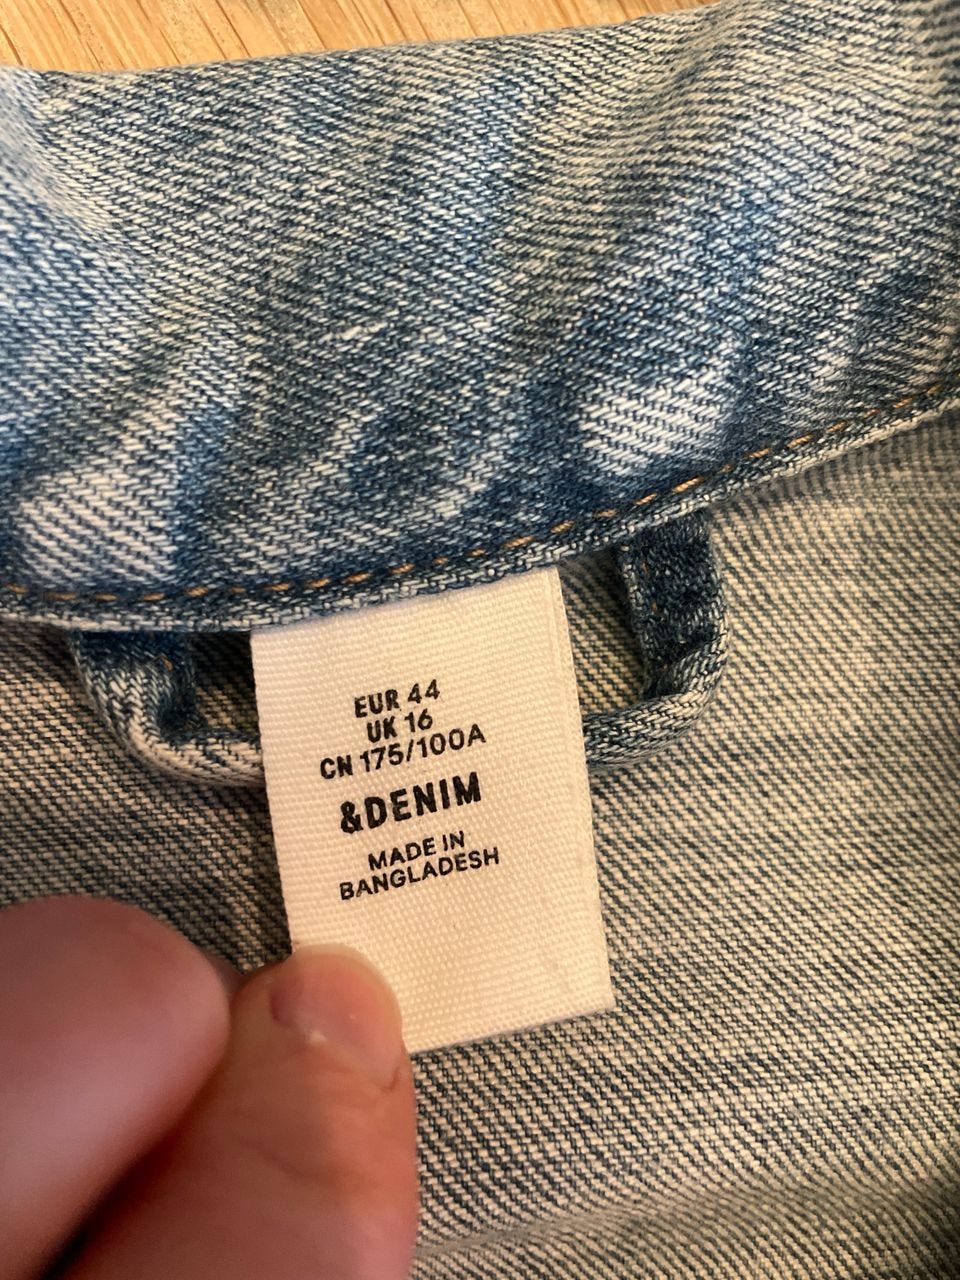 EUR 44
UK 16
CN 175/100A
&DENIM
MADE IN
BANGLADESH